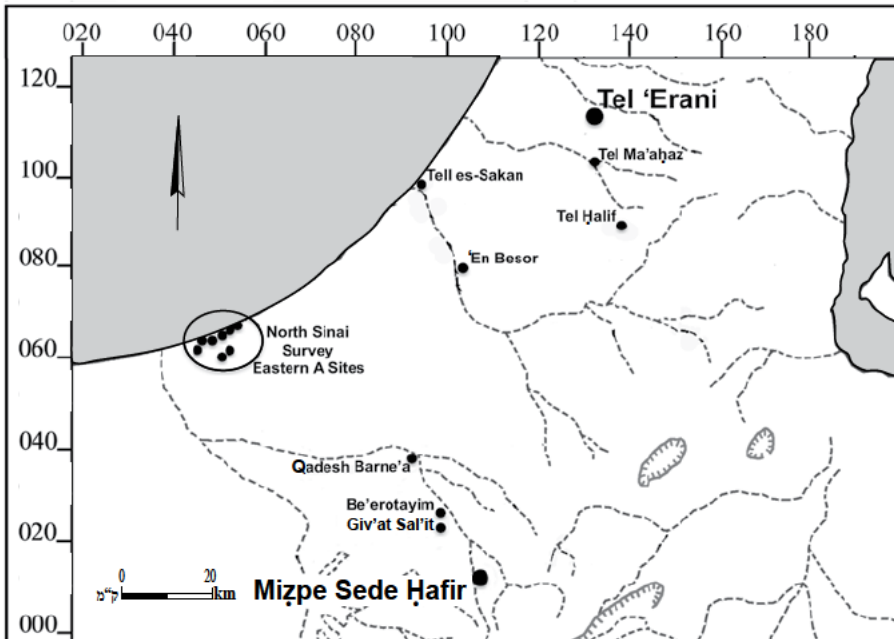 020 040 060 080 100 120 140 160 180
120
Tel ‘Erani
Tel Ma’aḥaz
100
Tell es-Sakan
Tel Ḥalif
080
‘En Besor
North Sinai
Survey
Eastern A Sites
060
040
Qadesh Barne’a
Be’erotayim
Giv’at Sal’it
020
0 20
ק“מ km
Miẓpe Sede Ḥafir
000